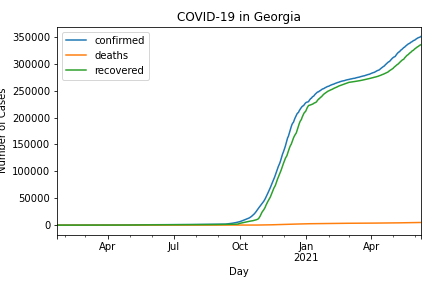 COVID-19 in Georgia
confirmed
deaths
recovered
350000
300000
250000
200000
150000
100000
50000
0
Number of Cases
Apr
Jul
Oct
Jan
2021
Apr
Day